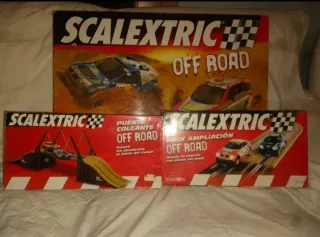 SCALEXTRIC
OFF ROAD
SCALEXTRIC
PUENTE
COLGANTE
OFF ROAD
SCALEXTRIC
PACK AMPLIACIÓN
OFF ROAD